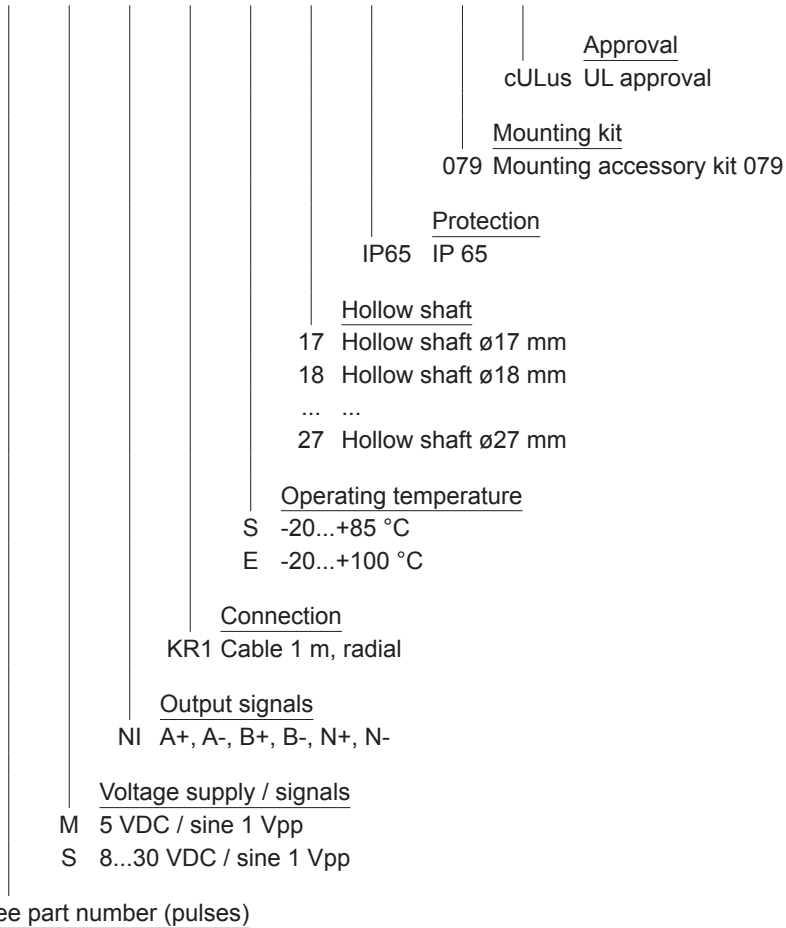 Approval
cULus UL approval
Mounting kit
079 Mounting accessory kit 079
Protection
IP65 IP 65
Hollow shaft
17 Hollow shaft ø17 mm
18 Hollow shaft ø18 mm
... ...
27 Hollow shaft ø27 mm
Operating temperature
S -20...+85 °C
E -20...+100 °C
Connection
KR1 Cable 1 m, radial
Output signals
NI A+, A-, B+, B-, N+, N-
Voltage supply / signals
M 5 VDC / sine 1 Vpp
S 8...30 VDC / sine 1 Vpp
part number (pulses)